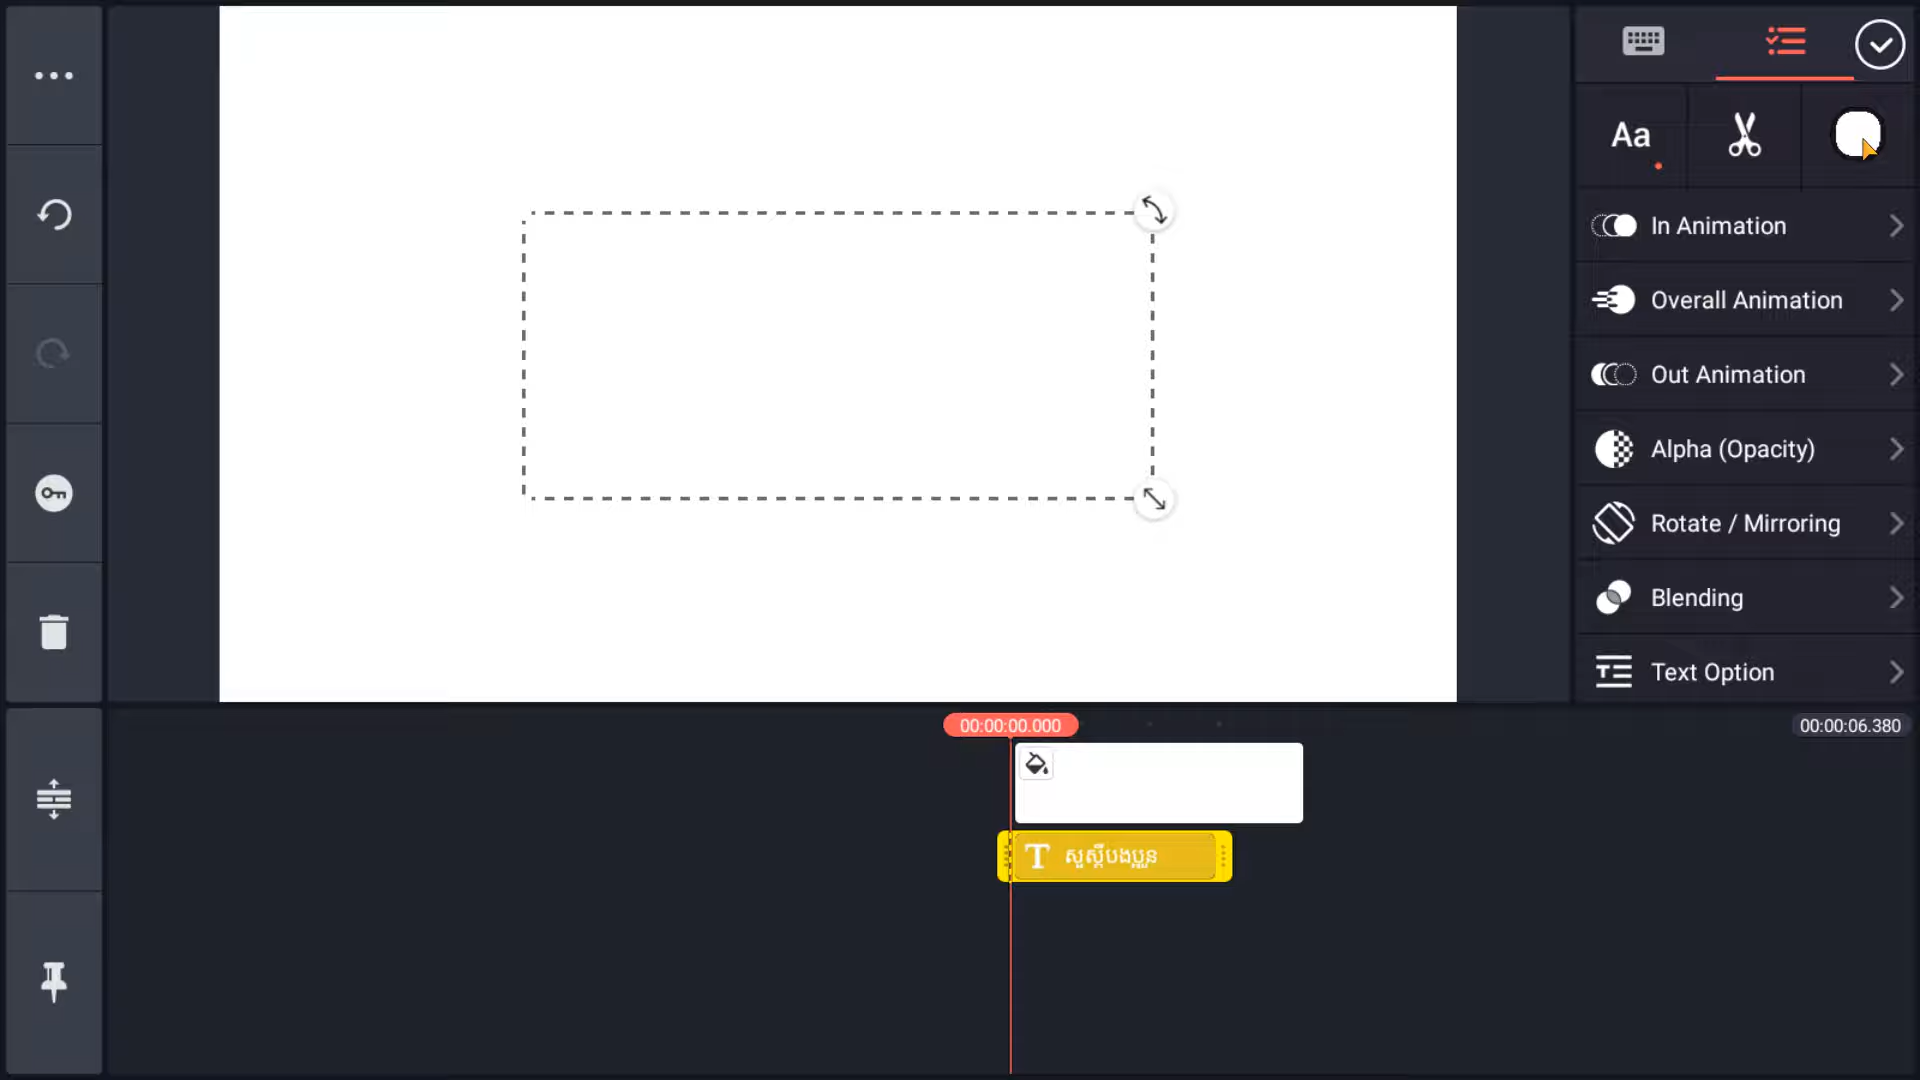 Aa
In Animation
Overall Animation
Out Animation
Alpha (Opacity)
Rotate / Mirroring
Blending
Text Option
00:00:00.000
00:00:06.380
T សួស្តីបងប្អូន